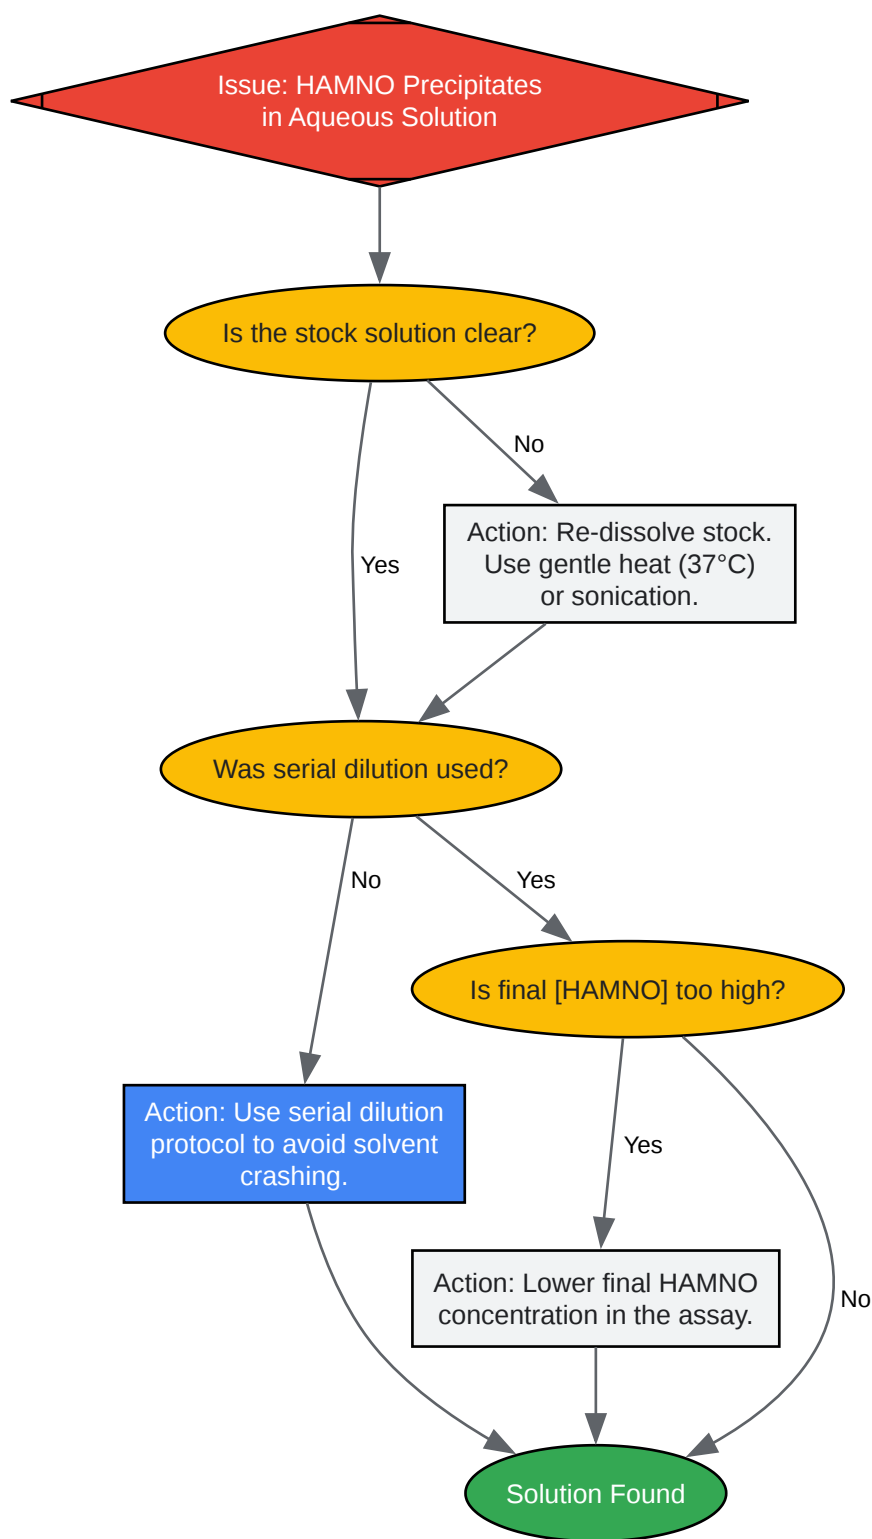 Issue: HAMNO Precipitates
in Aqueous Solution
Is the stock solution clear?
No
Action: Re-dissolve stock.
Use gentle heat (37°C)
or sonication.
Yes
Was serial dilution used?
No
Yes
Is final [HAMNO] too high?
Action: Use serial dilution
protocol to avoid solvent
crashing.
Yes
Action: Lower final HAMNO
concentration in the assay.
No
Solution Found